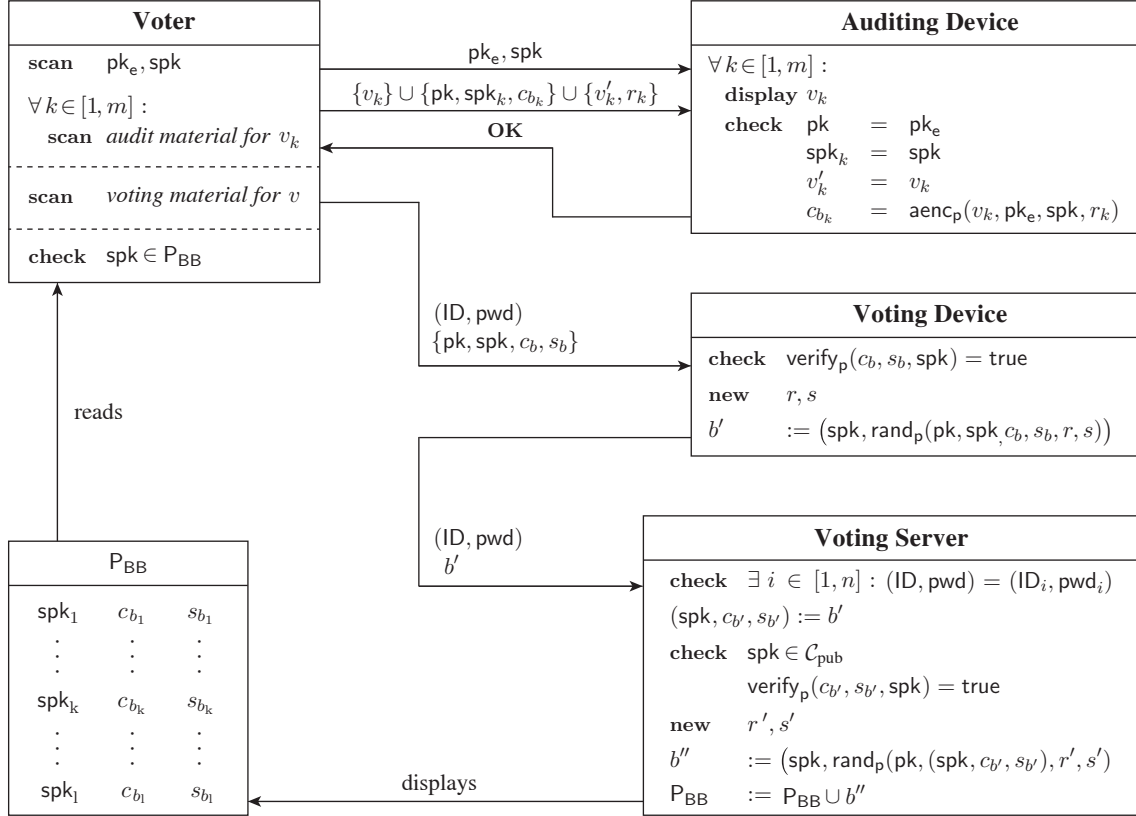 Voter
scan pk_e, spk
∀ k ∈ [1, m] :
scan audit material for v_k
scan voting material for v
check spk ∈ P_BB
pk_e, spk
{v_k} ∪ {pk, spk_k, c_{b_k}} ∪ {v'_k, r_k}
OK
Auditing Device
∀ k ∈ [1, m] :
display v_k
check pk = pk_e
spk_k = spk
v'_k = v_k
c_{b_k} = aenc_p(v_k, pk_e, spk, r_k)
(ID, pwd)
{pk, spk, c_b, s_b}
Voting Device
check verify_p(c_b, s_b, spk) = true
new r, s
b' := (spk, rand_p(pk, spk, c_b, s_b, r, s))
reads
(ID, pwd)
b'
Voting Server
check ∃ i ∈ [1, n] : (ID, pwd) = (ID_i, pwd_i)
(spk, c_{b'}, s_{b'}) := b'
check spk ∈ C_pub
verify_p(c_{b'}, s_{b'}, spk) = true
new r', s'
b'' := (spk, rand_p(pk, (spk, c_{b'}, s_{b'}), r', s')
P_BB := P_BB ∪ b''
displays
P_BB
spk_1 c_{b_1} s_{b_1}
⋮ ⋮ ⋮
spk_k c_{b_k} s_{b_k}
⋮ ⋮ ⋮
spk_l c_{b_l} s_{b_l}